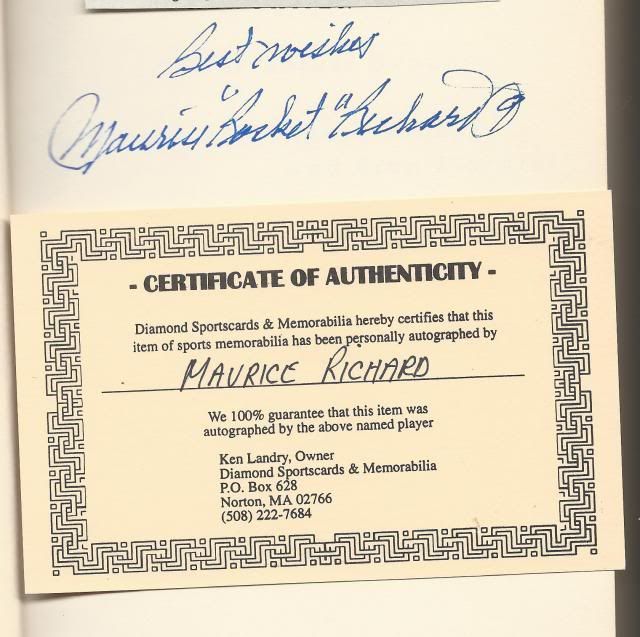 Best wishes
Maurice "Rocket" Richard 9
- CERTIFICATE OF AUTHENTICITY -
Diamond Sportscards & Memorabilia hereby certifies that this
item of sports memorabilia has been personally autographed by
MAURICE RICHARD
We 100% guarantee that this item was
autographed by the above named player
Ken Landry, Owner
Diamond Sportscards & Memorabilia
P.O. Box 628
Norton, MA 02766
(508) 222-7684